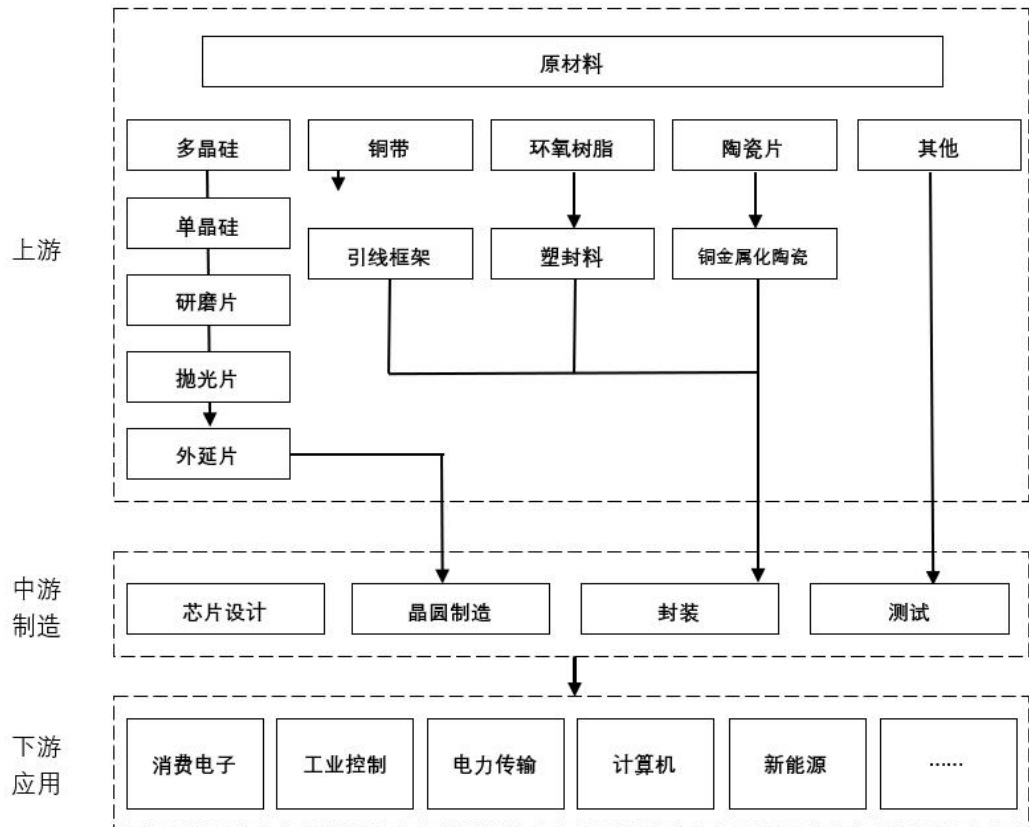 原材料
多晶硅
铜带
环氧树脂
陶瓷片
其他
上游
单晶硅
引线框架
塑封料
铜金属化陶瓷
研磨片
抛光片
外延片
中游
制造
芯片设计
晶圆制造
封装
测试
下游
应用
消费电子
工业控制
电力传输
计算机
新能源
……